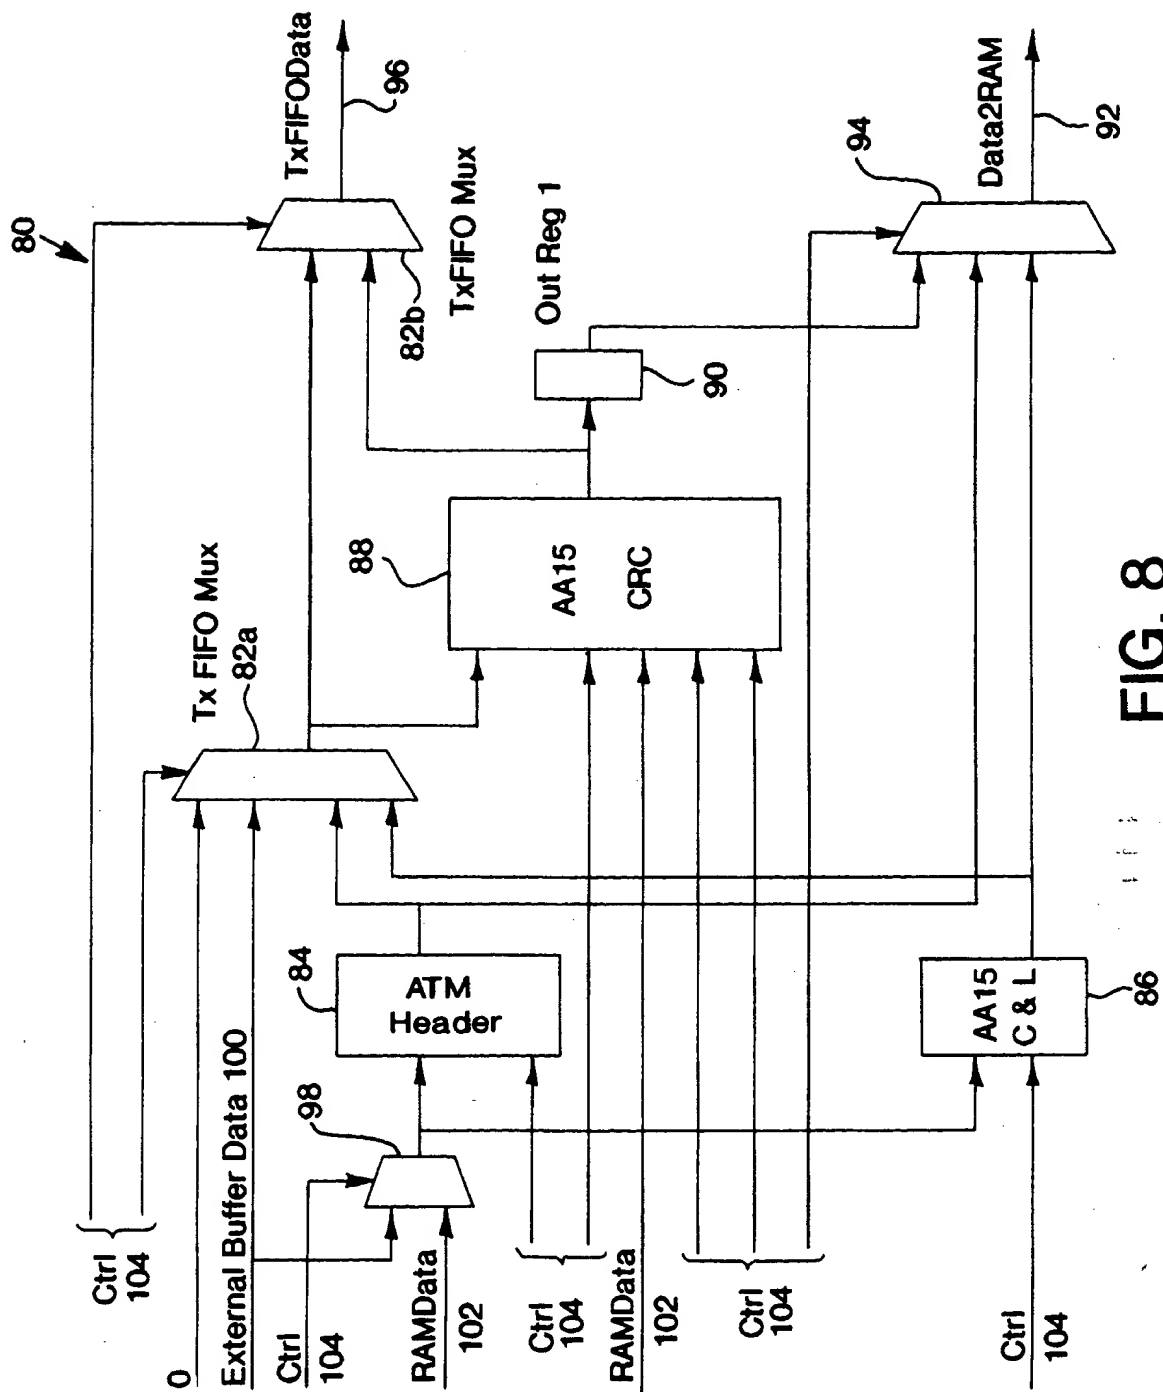 80
Ctrl
104
0
External Buffer Data 100
Ctrl
104
98
RAMData
102
Ctrl
104
RAMData
102
Ctrl
104
Ctrl
104
84
ATM
Header
AA15
C & L
86
Tx FIFO Mux
82a
88
AA15
CRC
Out Reg 1
90
82b
TxFIFO Mux
TxFIFOData
96
94
Data2RAM
92
FIG. 8